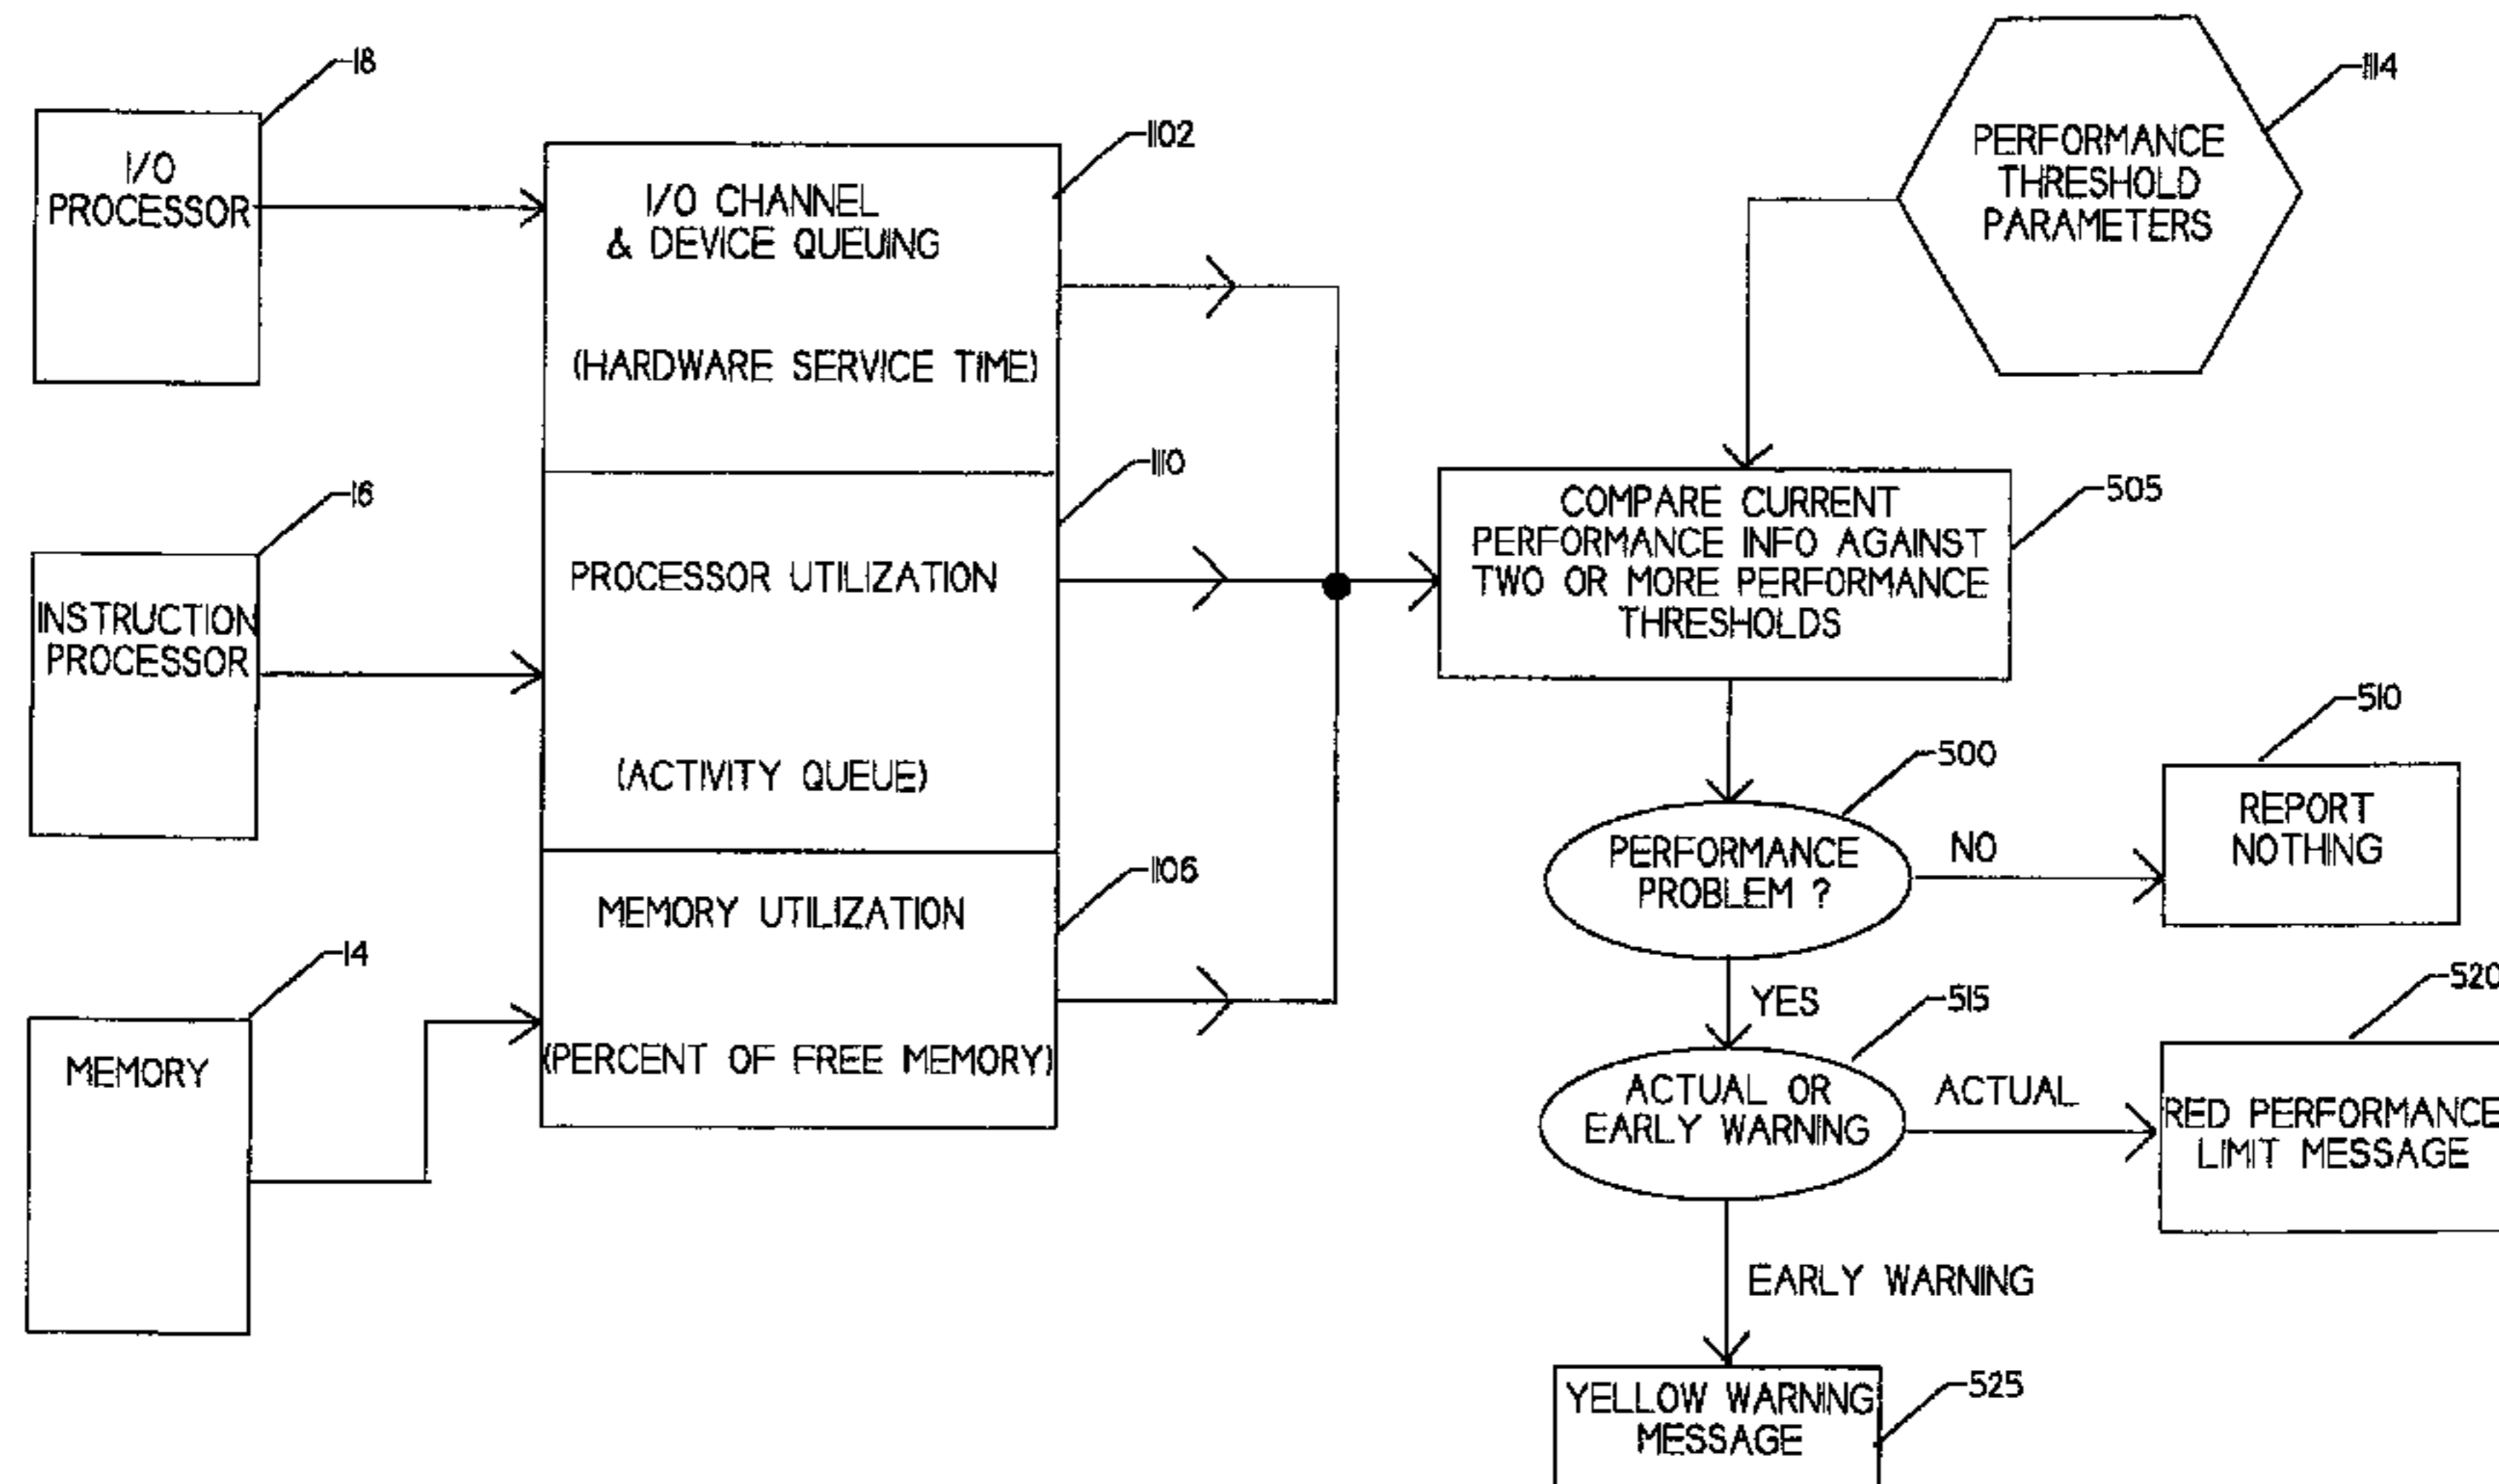 18
I/O
PROCESSOR
1102
I/O CHANNEL
& DEVICE QUEUING
(HARDWARE SERVICE TIME)
1114
PERFORMANCE
THRESHOLD
PARAMETERS
16
INSTRUCTION
PROCESSOR
1110
PROCESSOR UTILIZATION
(ACTIVITY QUEUE)
505
COMPARE CURRENT
PERFORMANCE INFO AGAINST
TWO OR MORE PERFORMANCE
THRESHOLDS
14
MEMORY
1106
MEMORY UTILIZATION
(PERCENT OF FREE MEMORY)
500
PERFORMANCE
PROBLEM ?
NO
510
REPORT
NOTHING
YES
515
ACTUAL OR
EARLY WARNING
ACTUAL
520
RED PERFORMANCE
LIMIT MESSAGE
EARLY WARNING
525
YELLOW WARNING
MESSAGE